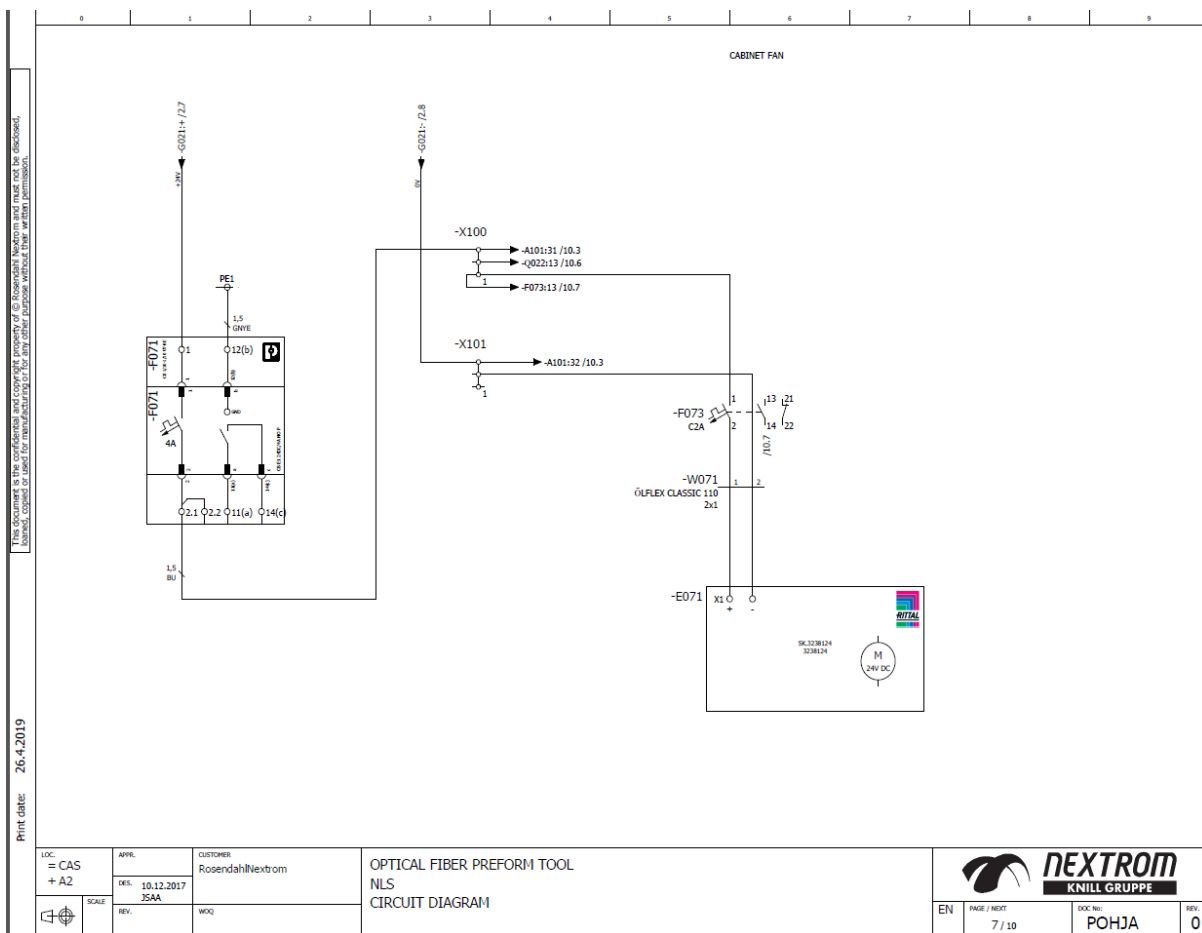 0 1 2 3 4 5 6 7 8 9
CABINET FAN
-G021:+ /2.7
+24V
-G021:- /2.8
0V
This document is the confidential and copyright property of © Rosendahl Nextrom and must not be disclosed,
loaned, copied or used for manufacturing or for any other purpose without their written permission.
-X100
-A101:31 /10.3
-Q022:13 /10.6
1
-F073:13 /10.7
PE1
1,5
GNYE
-X101
-A101:32 /10.3
1
-F071
1
12(b)
-F071
GND
4A
2.1
2.2
11(a)
14(c)
1,5
BU
-F073
C2A
1
2
13
14
21
22
/10.7
-W071
ÖLFLEX CLASSIC 110
2x1
1
2
-E071
X1
+
-
RITTAL
SK.3238124
3238124
M
24V DC
Print date: 26.4.2019
LOC.
= CAS
+ A2
SCALE
APPR.
DES. 10.12.2017
JSAA
REV.
CUSTOMER
RosendahlNextrom
WOQ
OPTICAL FIBER PREFORM TOOL
NLS
CIRCUIT DIAGRAM
NEXTROM
KNILL GRUPPE
EN
PAGE / NEXT
7 / 10
DOC No:
POHJA
REV.
0